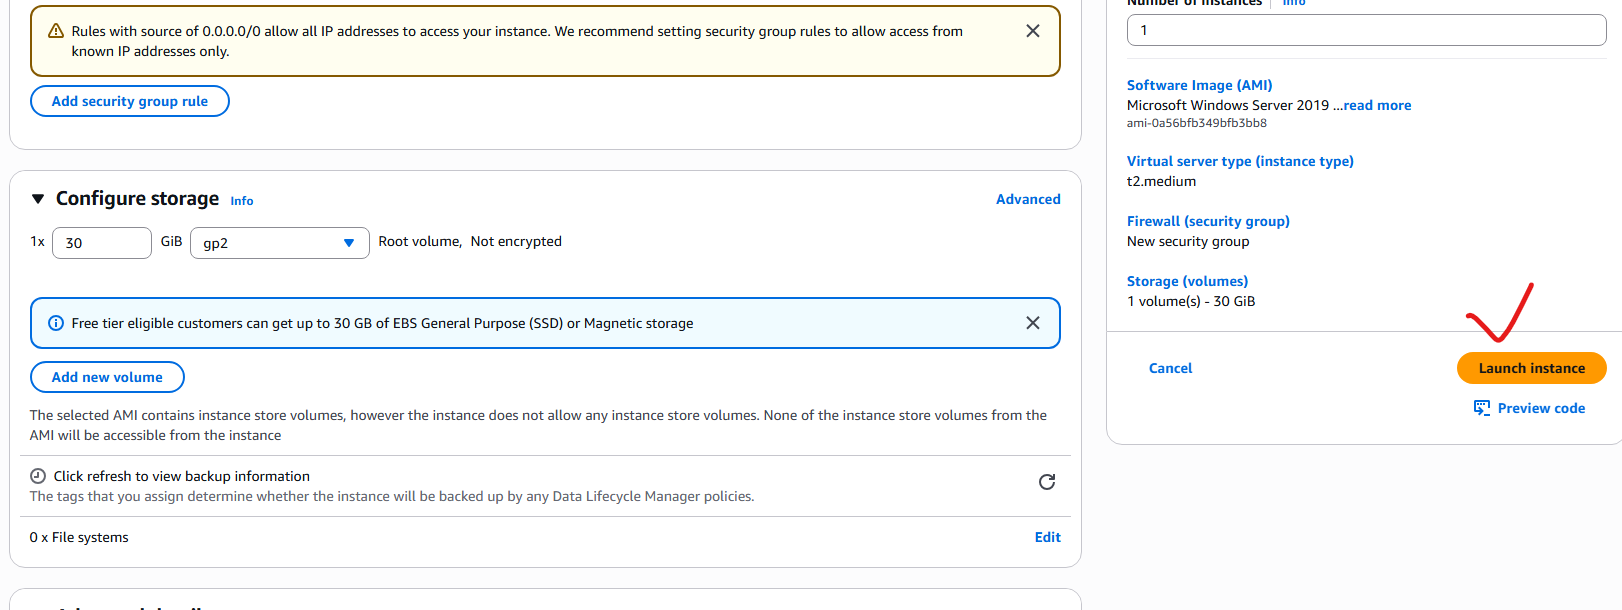 Rules with source of 0.0.0.0/0 allow all IP addresses to access your instance. We recommend setting security group rules to allow access from
known IP addresses only.
Add security group rule
Configure storage Info
Advanced
1x 30 GiB gp2 Root volume, Not encrypted
Free tier eligible customers can get up to 30 GB of EBS General Purpose (SSD) or Magnetic storage
Add new volume
The selected AMI contains instance store volumes, however the instance does not allow any instance store volumes. None of the instance store volumes from the
AMI will be accessible from the instance
Click refresh to view backup information
The tags that you assign determine whether the instance will be backed up by any Data Lifecycle Manager policies.
0 x File systems
Edit
Number of instances Info
1
Software Image (AMI)
Microsoft Windows Server 2019 ...read more
ami-0a56bfb349bfb3bb8
Virtual server type (instance type)
t2.medium
Firewall (security group)
New security group
Storage (volumes)
1 volume(s) - 30 GiB
Cancel
Launch instance
Preview code